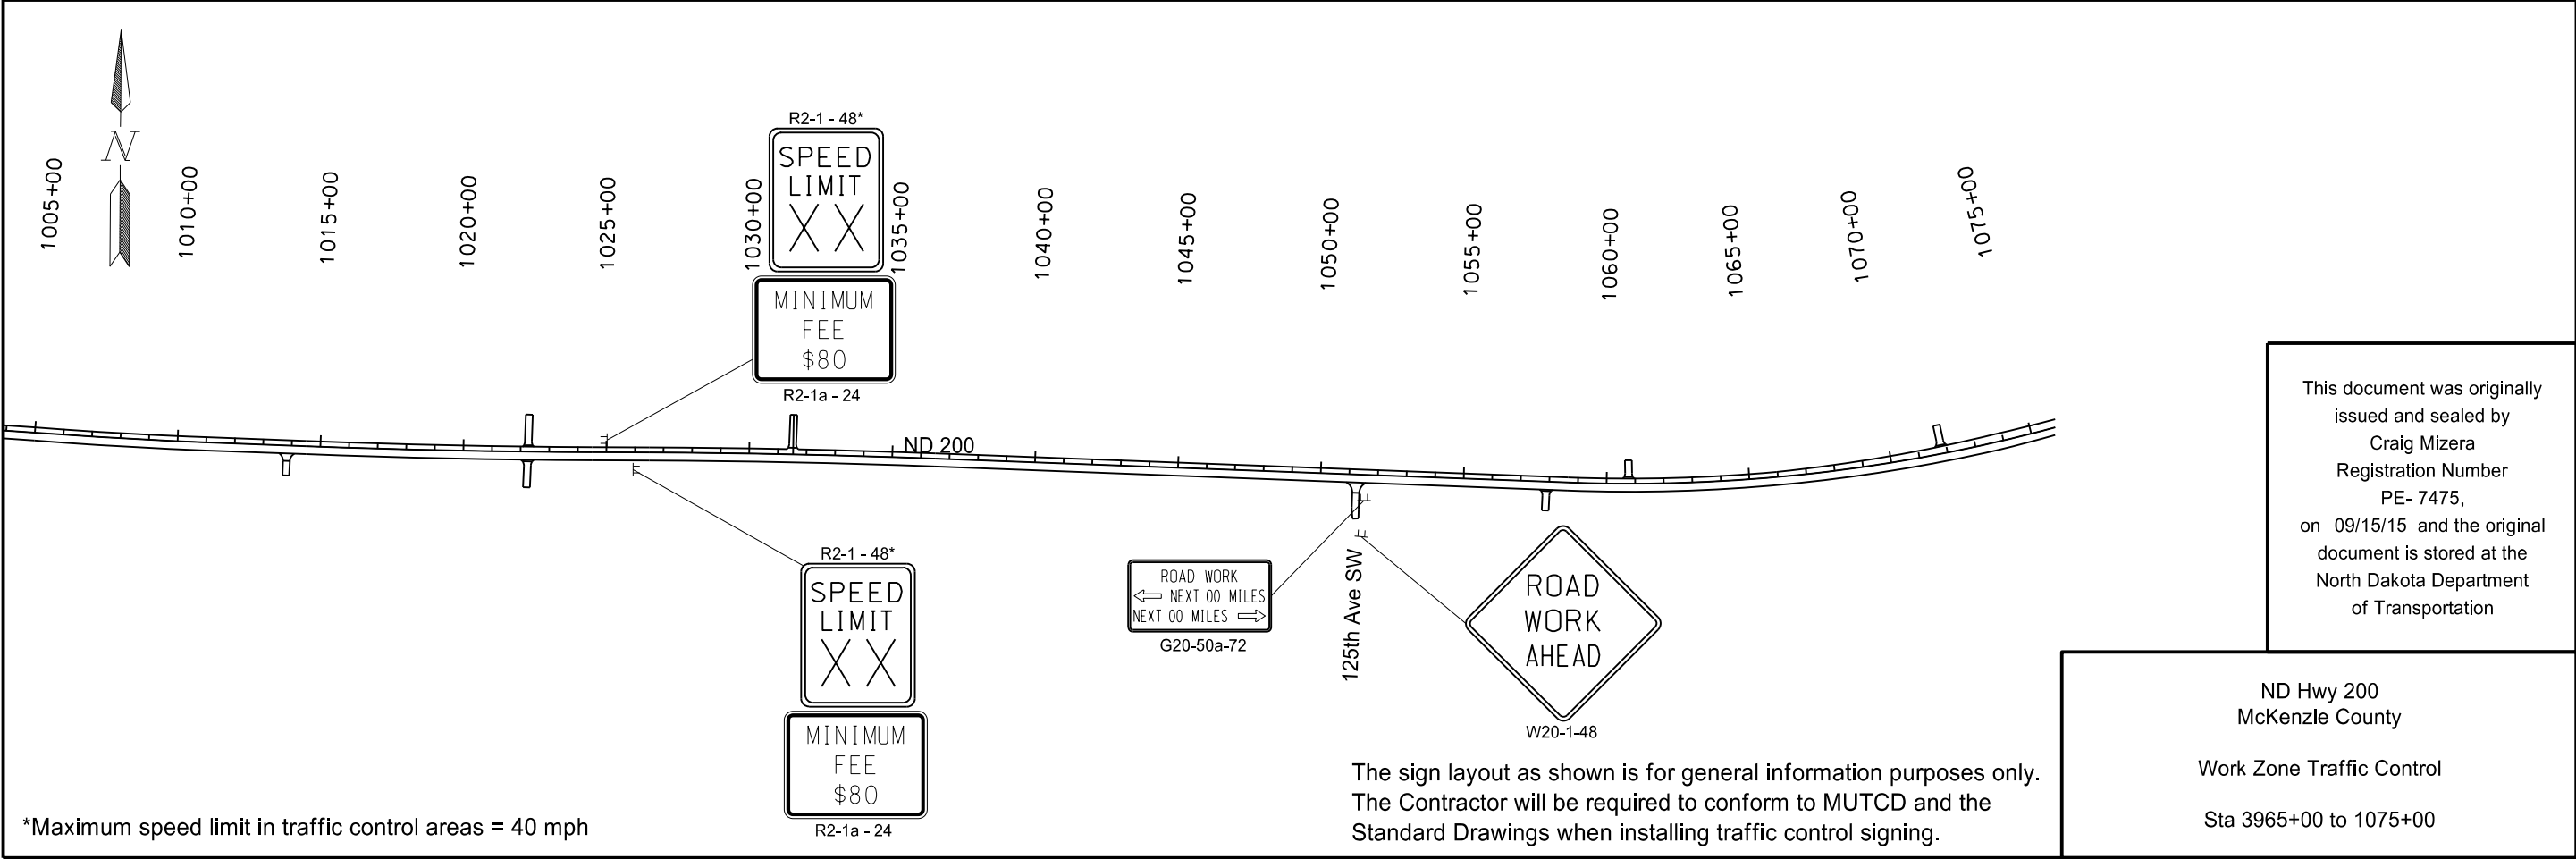 N
1005+00
1010+00
1015+00
1020+00
1025+00
1030+00
1035+00
1040+00
1045+00
1050+00
1055+00
1060+00
1065+00
1070+00
1075+00
R2-1 - 48*
SPEED
LIMIT
XX
MINIMUM
FEE
$80
R2-1a - 24
ND 200
R2-1 - 48*
SPEED
LIMIT
XX
MINIMUM
FEE
$80
R2-1a - 24
ROAD WORK
NEXT 00 MILES
NEXT 00 MILES
G20-50a-72
125th Ave SW
ROAD
WORK
AHEAD
W20-1-48
*Maximum speed limit in traffic control areas = 40 mph
The sign layout as shown is for general information purposes only.
The Contractor will be required to conform to MUTCD and the
Standard Drawings when installing traffic control signing.
This document was originally
issued and sealed by
Craig Mizera
Registration Number
PE- 7475,
on 09/15/15 and the original
document is stored at the
North Dakota Department
of Transportation
ND Hwy 200
McKenzie County
Work Zone Traffic Control
Sta 3965+00 to 1075+00